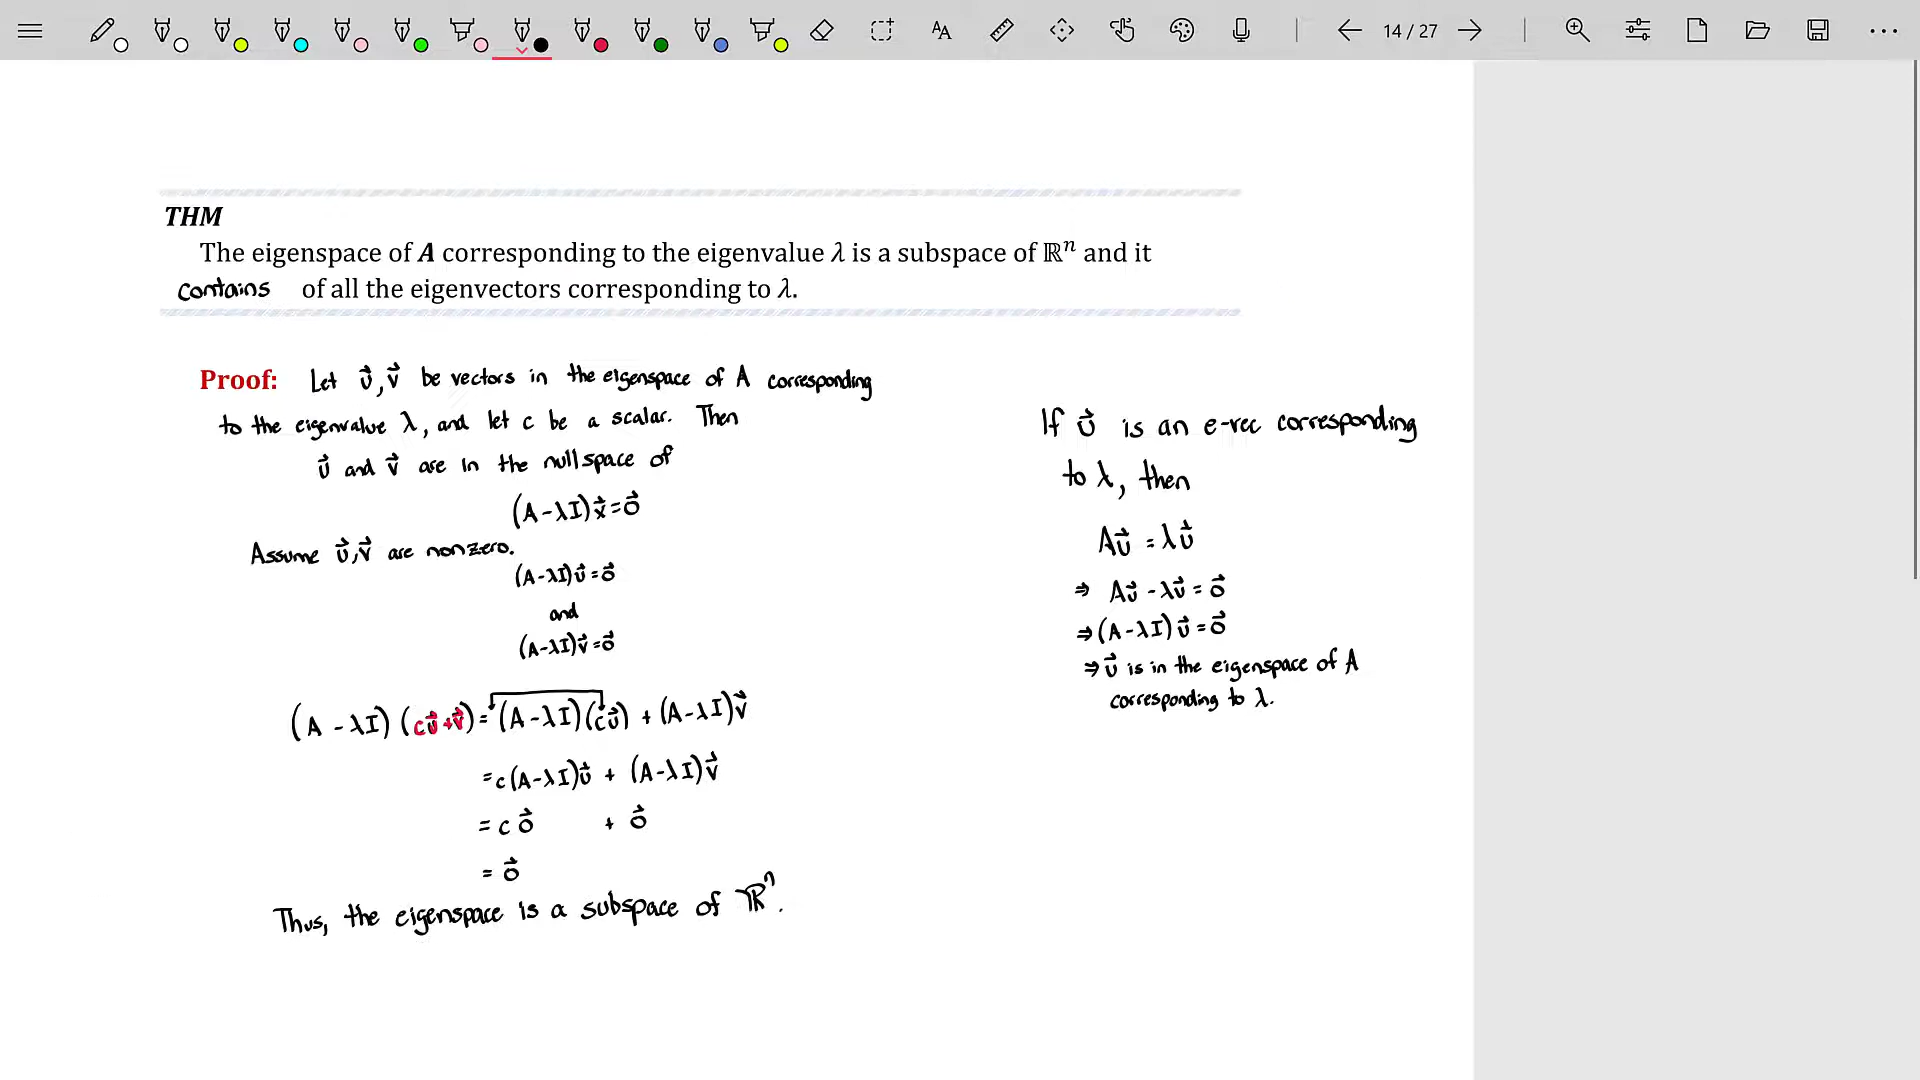 14 / 27
THM
The eigenspace of A corresponding to the eigenvalue λ is a subspace of ℝⁿ and it
contains of all the eigenvectors corresponding to λ.
Proof: Let u⃗, v⃗ be vectors in the eigenspace of A corresponding
to the eigenvalue λ, and let c be a scalar. Then
u⃗ and v⃗ are in the nullspace of
(A - λI)x⃗ = 0⃗
Assume u⃗, v⃗ are nonzero.
(A - λI)u⃗ = 0⃗
and
(A - λI)v⃗ = 0⃗
(A - λI)(cu⃗ + v⃗) = (A - λI)(cu⃗) + (A - λI)v⃗
= c(A - λI)u⃗ + (A - λI)v⃗
= c0⃗ + 0⃗
= 0⃗
Thus, the eigenspace is a subspace of ℝⁿ.
If u⃗ is an e-vec corresponding
to λ, then
Au⃗ = λu⃗
⇒ Au⃗ - λu⃗ = 0⃗
⇒ (A - λI)u⃗ = 0⃗
⇒ u⃗ is in the eigenspace of A
corresponding to λ.